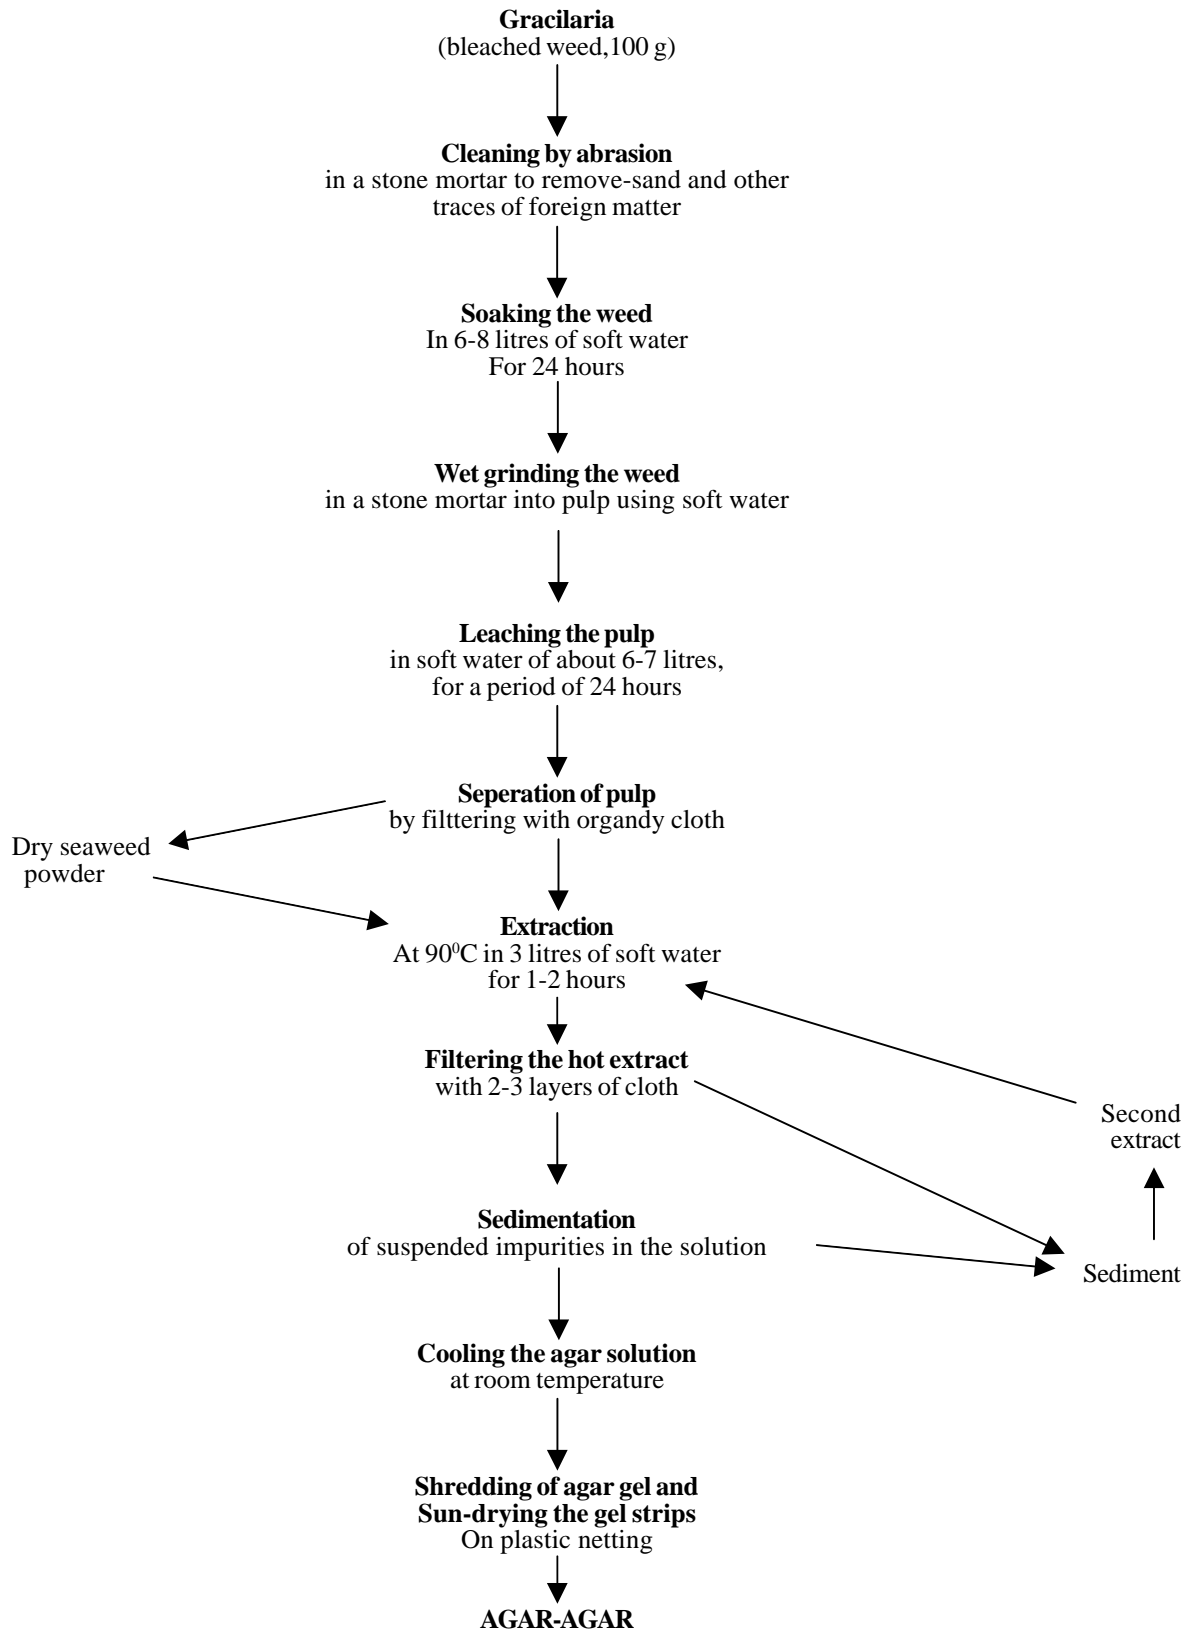 Gracilaria
(bleached weed,100 g)
Cleaning by abrasion
in a stone mortar to remove-sand and other
traces of foreign matter
Soaking the weed
In 6-8 litres of soft water
For 24 hours
Wet grinding the weed
in a stone mortar into pulp using soft water
Leaching the pulp
in soft water of about 6-7 litres,
for a period of 24 hours
Seperation of pulp
by filttering with organdy cloth
Dry seaweed
powder
Extraction
At 90⁰C in 3 litres of soft water
for 1-2 hours
Filtering the hot extract
with 2-3 layers of cloth
Second
extract
Sedimentation
of suspended impurities in the solution
Sediment
Cooling the agar solution
at room temperature
Shredding of agar gel and
Sun-drying the gel strips
On plastic netting
AGAR-AGAR